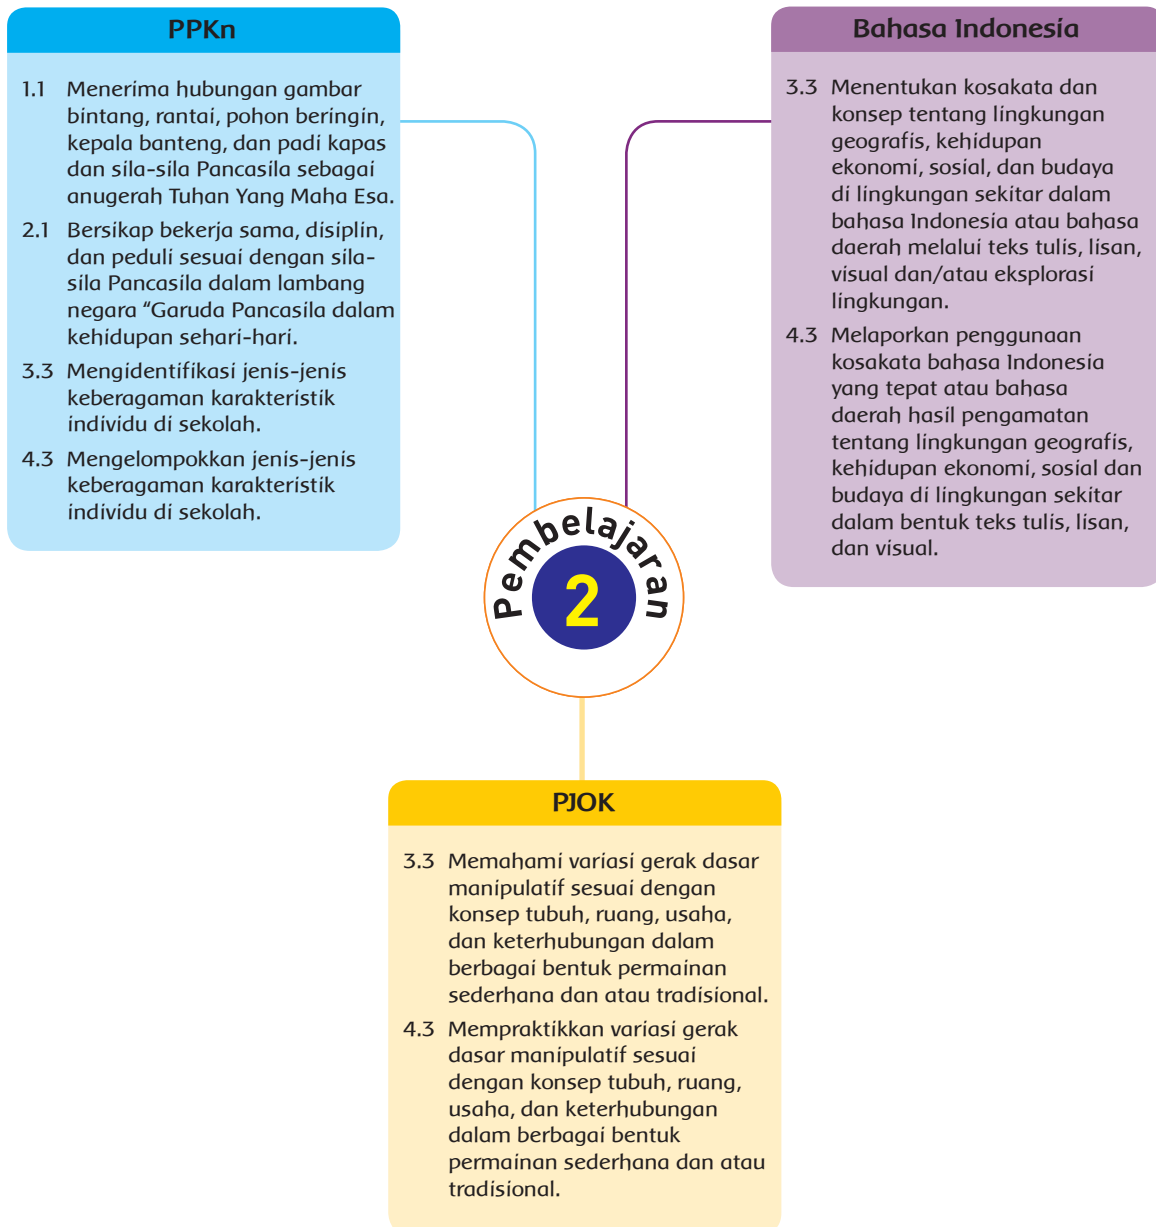 PPKn
1.1 Menerima hubungan gambar
bintang, rantai, pohon beringin,
kepala banteng, dan padi kapas
dan sila-sila Pancasila sebagai
anugerah Tuhan Yang Maha Esa.
2.1 Bersikap bekerja sama, disiplin,
dan peduli sesuai dengan sila-
sila Pancasila dalam lambang
negara “Garuda Pancasila dalam
kehidupan sehari-hari.
3.3 Mengidentifikasi jenis-jenis
keberagaman karakteristik
individu di sekolah.
4.3 Mengelompokkan jenis-jenis
keberagaman karakteristik
individu di sekolah.
Bahasa Indonesia
3.3 Menentukan kosakata dan
konsep tentang lingkungan
geografis, kehidupan
ekonomi, sosial, dan budaya
di lingkungan sekitar dalam
bahasa Indonesia atau bahasa
daerah melalui teks tulis, lisan,
visual dan/atau eksplorasi
lingkungan.
4.3 Melaporkan penggunaan
kosakata bahasa Indonesia
yang tepat atau bahasa
daerah hasil pengamatan
tentang lingkungan geografis,
kehidupan ekonomi, sosial dan
budaya di lingkungan sekitar
dalam bentuk teks tulis, lisan,
dan visual.
Pembelajaran
2
PJOK
3.3 Memahami variasi gerak dasar
manipulatif sesuai dengan
konsep tubuh, ruang, usaha,
dan keterhubungan dalam
berbagai bentuk permainan
sederhana dan atau tradisional.
4.3 Mempraktikkan variasi gerak
dasar manipulatif sesuai
dengan konsep tubuh, ruang,
usaha, dan keterhubungan
dalam berbagai bentuk
permainan sederhana dan atau
tradisional.